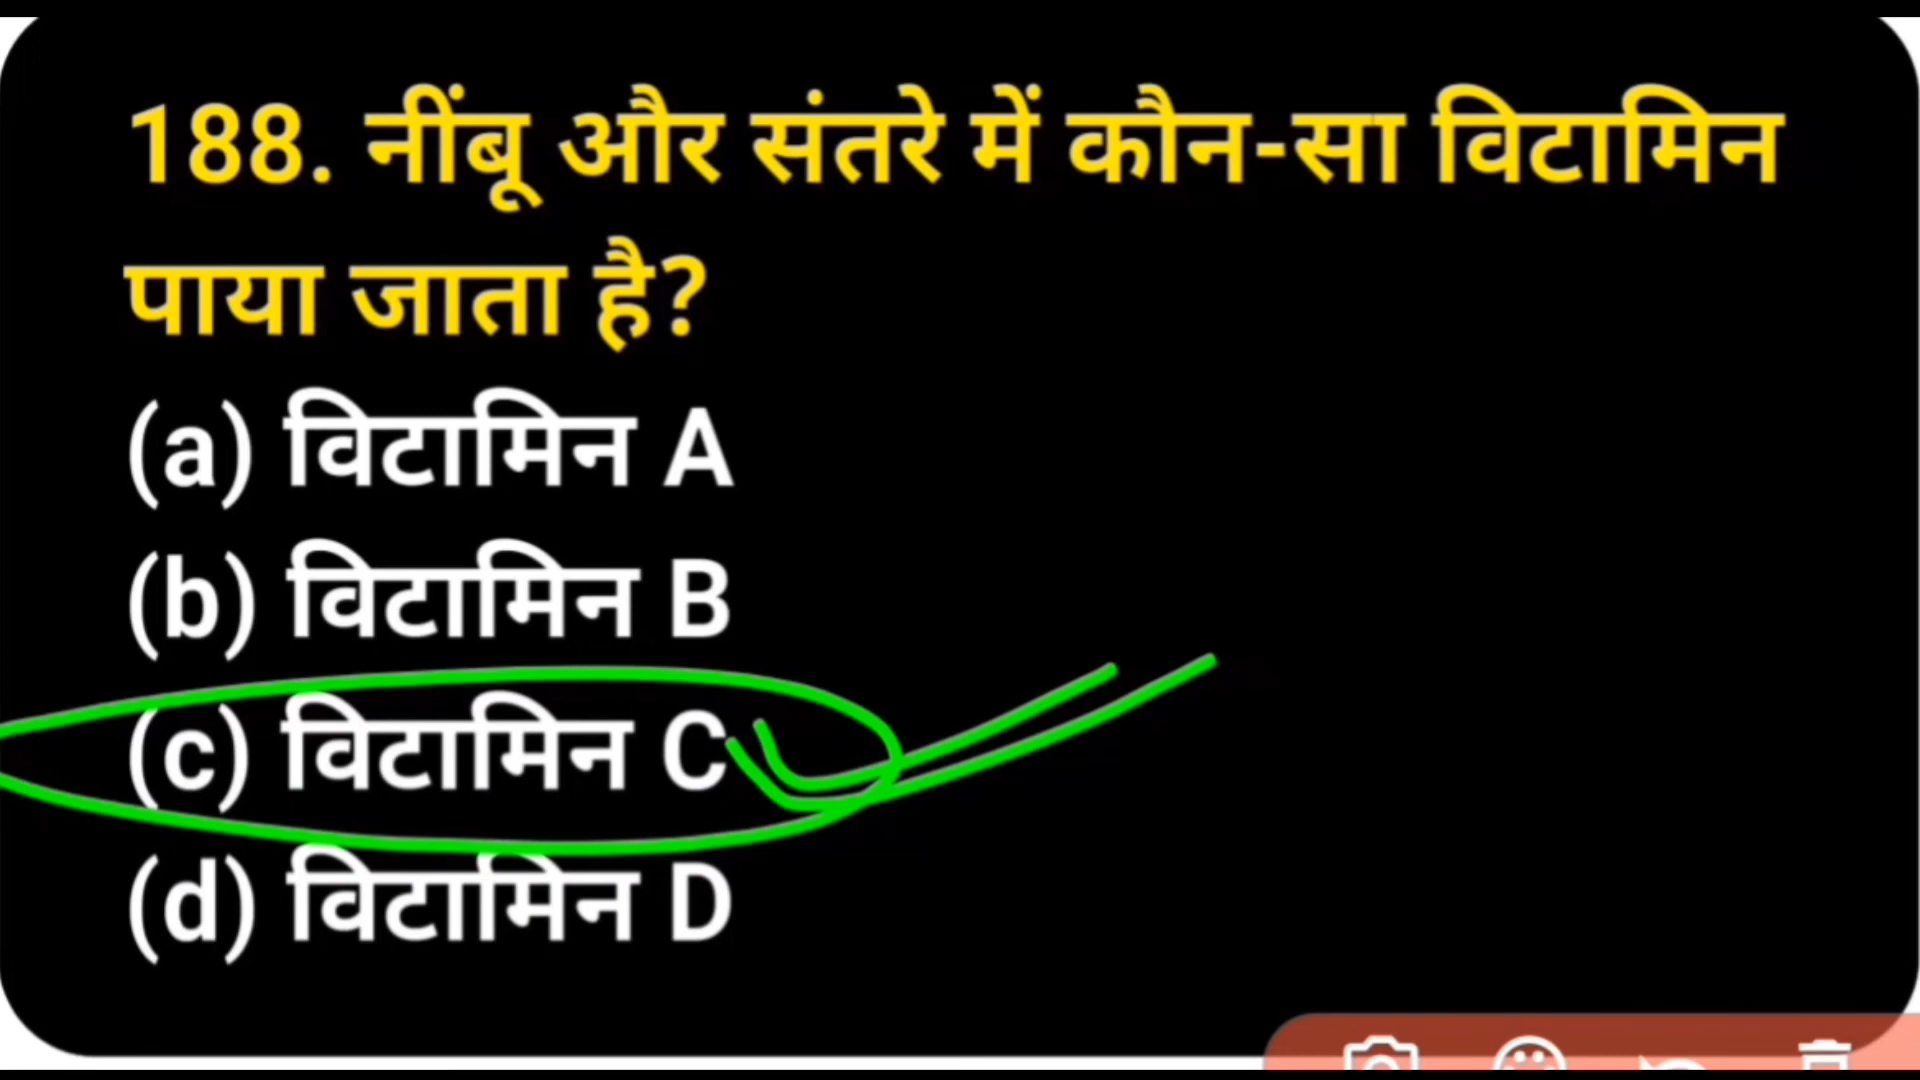 188. नींबू और संतरे में कौन-सा विटामिन
पाया जाता है?
(a) विटामिन A
(b) विटामिन B
(c) विटामिन C
(d) विटामिन D